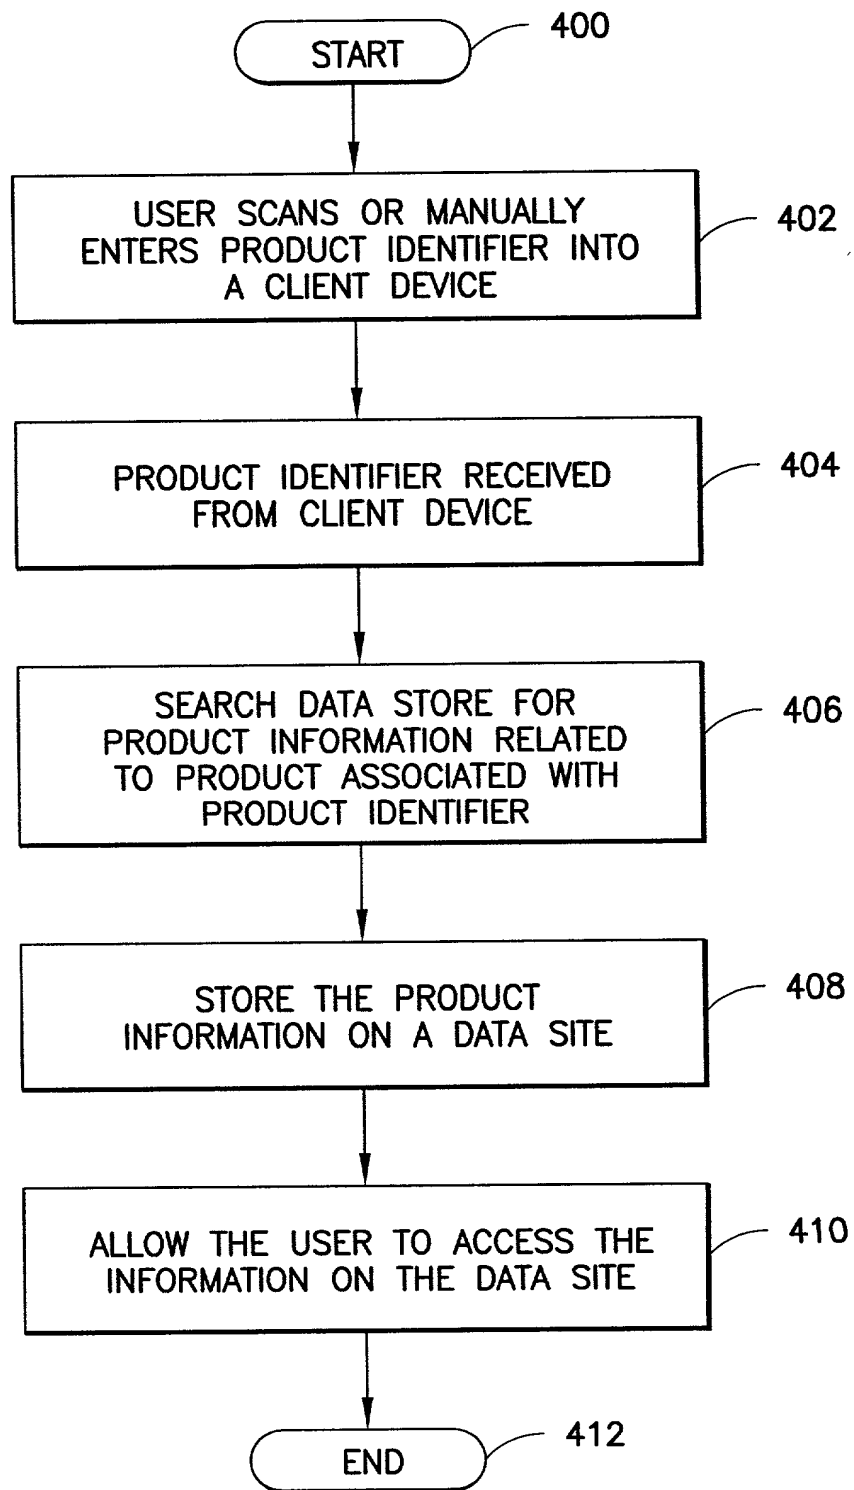 START
400
USER SCANS OR MANUALLY
ENTERS PRODUCT IDENTIFIER INTO
A CLIENT DEVICE
402
PRODUCT IDENTIFIER RECEIVED
FROM CLIENT DEVICE
404
SEARCH DATA STORE FOR
PRODUCT INFORMATION RELATED
TO PRODUCT ASSOCIATED WITH
PRODUCT IDENTIFIER
406
STORE THE PRODUCT
INFORMATION ON A DATA SITE
408
ALLOW THE USER TO ACCESS THE
INFORMATION ON THE DATA SITE
410
END
412